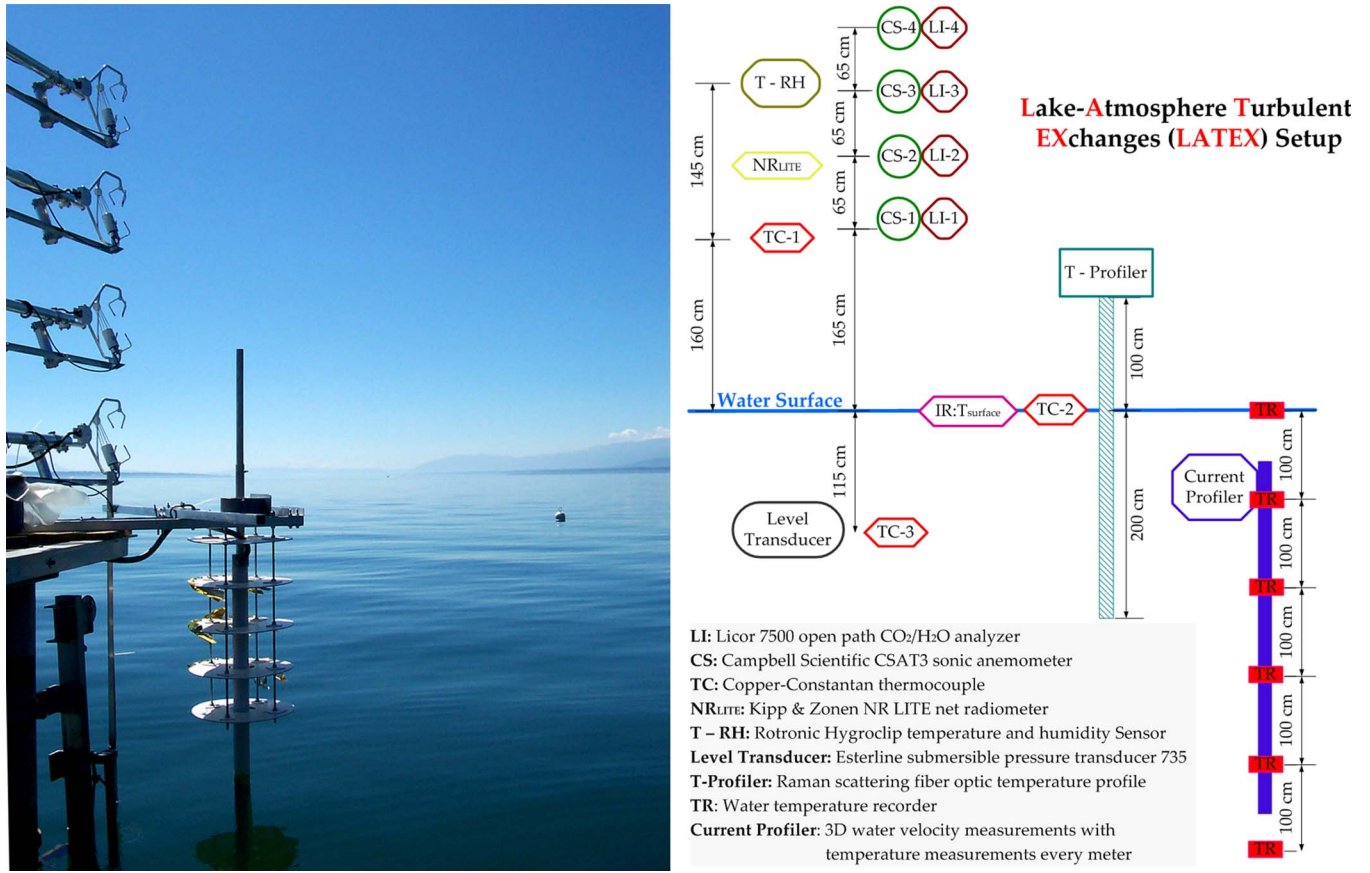 CS-4
LI-4
65 cm
T - RH
CS-3
LI-3
Lake-Atmosphere Turbulent
EXchanges (LATEX) Setup
65 cm
145 cm
NRLITE
CS-2
LI-2
65 cm
CS-1
LI-1
TC-1
T - Profiler
160 cm
165 cm
100 cm
Water Surface
IR:Tsurface
TC-2
TR
100 cm
115 cm
Current
Profiler
TR
Level
Transducer
TC-3
200 cm
100 cm
TR
100 cm
TR
100 cm
TR
100 cm
TR
LI: Licor 7500 open path CO₂/H₂O analyzer
CS: Campbell Scientific CSAT3 sonic anemometer
TC: Copper-Constantan thermocouple
NRLITE: Kipp & Zonen NR LITE net radiometer
T – RH: Rotronic Hygroclip temperature and humidity Sensor
Level Transducer: Esterline submersible pressure transducer 735
T-Profiler: Raman scattering fiber optic temperature profile
TR: Water temperature recorder
Current Profiler: 3D water velocity measurements with
temperature measurements every meter